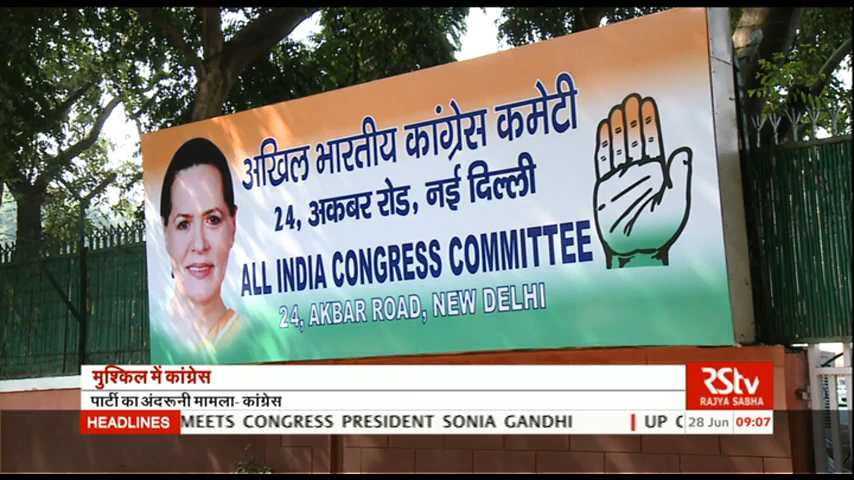 अखिल भारतीय कांग्रेस कमेटी
24, अकबर रोड, नई दिल्ली
ALL INDIA CONGRESS COMMITTEE
24, AKBAR ROAD, NEW DELHI
मुश्किल में कांग्रेस
पार्टी का अंदरूनी मामला- कांग्रेस
RSTV
RAJYA SABHA
HEADLINES MEETS CONGRESS PRESIDENT SONIA GANDHI | UP C 28 Jun 09:07